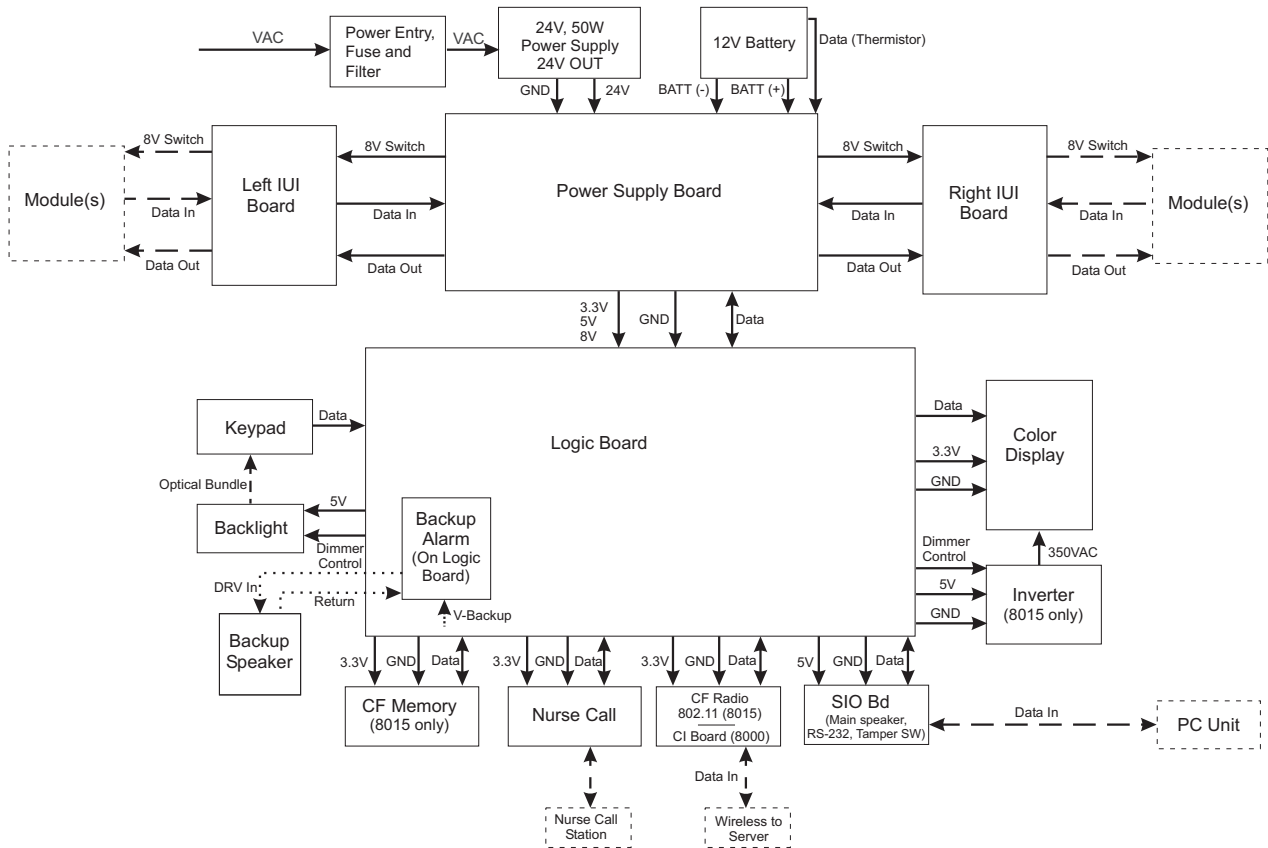 VAC
Power Entry,
Fuse and
Filter
VAC
24V, 50W
Power Supply
24V OUT
12V Battery
Data (Thermistor)
GND
24V
BATT (-)
BATT (+)
Module(s)
8V Switch
Data In
Data Out
Left IUI
Board
8V Switch
Data In
Data Out
Power Supply Board
8V Switch
Data In
Data Out
Right IUI
Board
8V Switch
Data In
Data Out
Module(s)
3.3V
5V
8V
GND
Data
Keypad
Data
Optical Bundle
Backlight
5V
Dimmer
Control
Logic Board
Backup
Alarm
(On Logic
Board)
DRV In
Return
V-Backup
Backup
Speaker
Data
3.3V
GND
Color
Display
350VAC
Dimmer
Control
5V
GND
Inverter
(8015 only)
3.3V
GND
Data
3.3V
GND
Data
3.3V
GND
Data
5V
GND
Data
CF Memory
(8015 only)
Nurse Call
CF Radio
802.11 (8015)
CI Board (8000)
SIO Bd
(Main speaker,
RS-232, Tamper SW)
Data In
PC Unit
Data In
Nurse Call
Station
Wireless to
Server